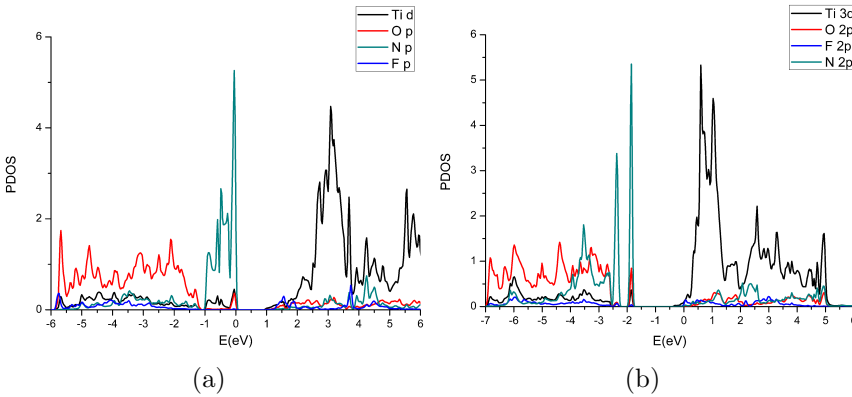 Ti d
O p
N p
F p
PDOS
6
4
2
0
-6 -5 -4 -3 -2 -1 0 1 2 3 4 5 6
E(eV)
(a)
Ti 3d
O 2p
F 2p
N 2p
PDOS
6
5
4
3
2
1
0
-7 -6 -5 -4 -3 -2 -1 0 1 2 3 4 5 6
E(eV)
(b)